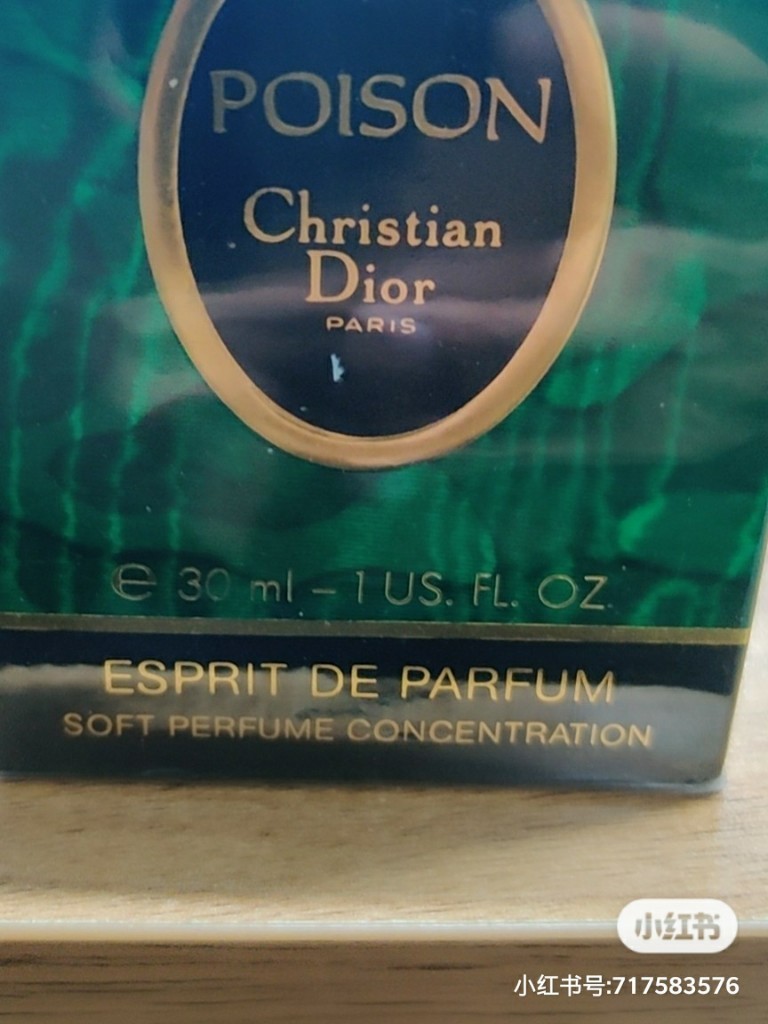 POISON
Christian
Dior
PARIS
℮ 30 ml – 1 US. FL. OZ
ESPRIT DE PARFUM
SOFT PERFUME CONCENTRATION
小红书
小红书号:717583576